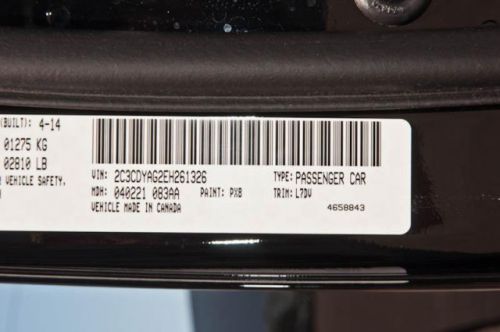 (BUILT): 4-14
01275 KG
02810 LB
VEHICLE SAFETY.
VIN: 2C3CDYAG2EH261326
TYPE: PASSENGER CAR
MDH: 040221 083AA
PAINT: PX8
TRIM: L7DV
VEHICLE MADE IN CANADA
4658843